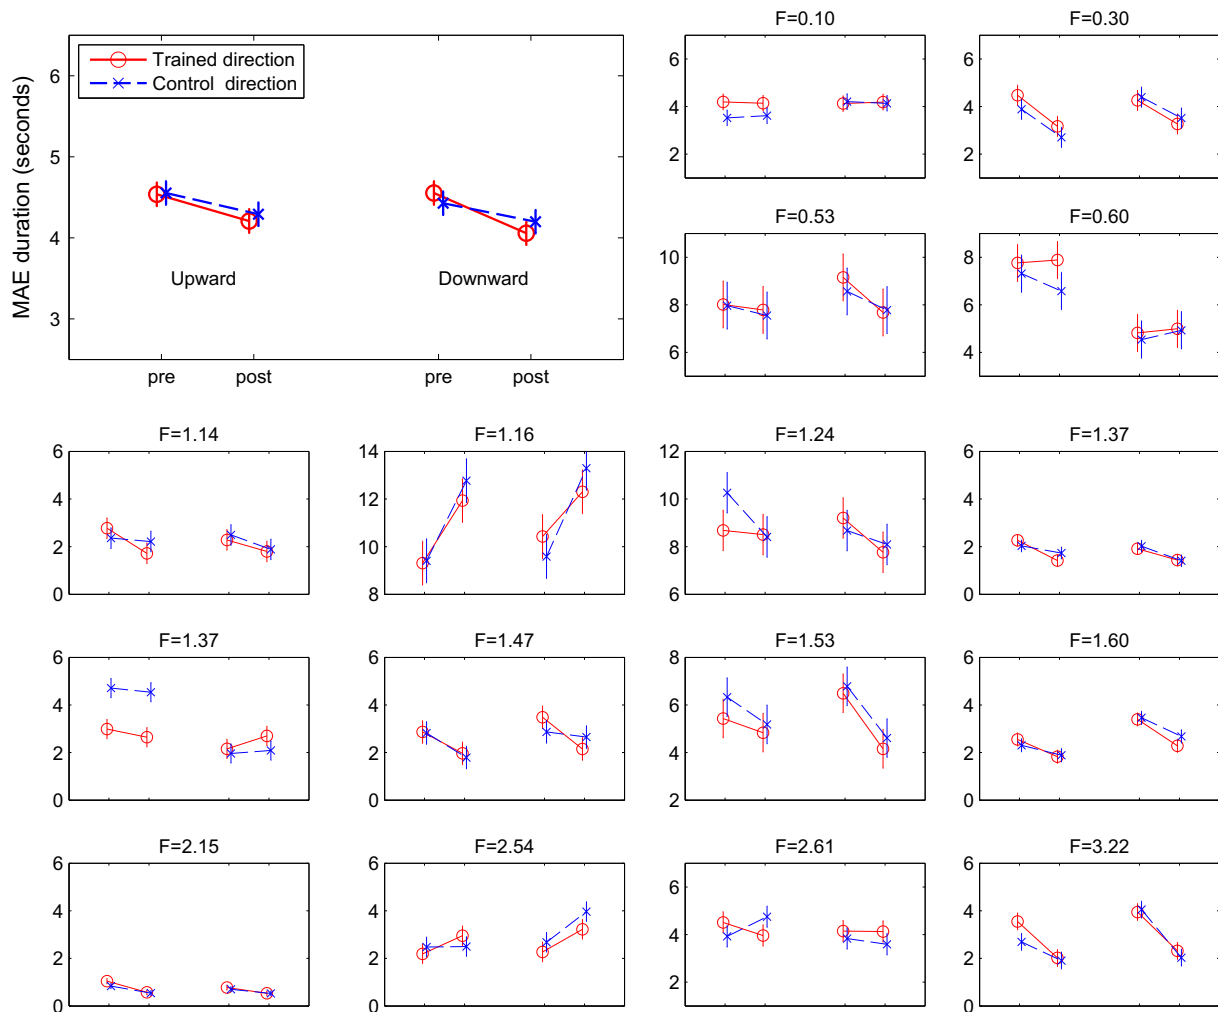 F=0.10
F=0.30
6
5
4
3
MAE duration (seconds)
Trained direction
Control direction
Upward
Downward
pre
post
pre
post
6
4
2
6
4
2
F=0.53
F=0.60
10
8
6
8
6
4
F=1.14
F=1.16
F=1.24
F=1.37
6
4
2
0
14
12
10
8
12
10
8
6
6
4
2
0
F=1.37
F=1.47
F=1.53
F=1.60
6
4
2
0
6
4
2
0
8
6
4
2
6
4
2
0
F=2.15
F=2.54
F=2.61
F=3.22
6
4
2
0
6
4
2
0
6
4
2
6
4
2
0